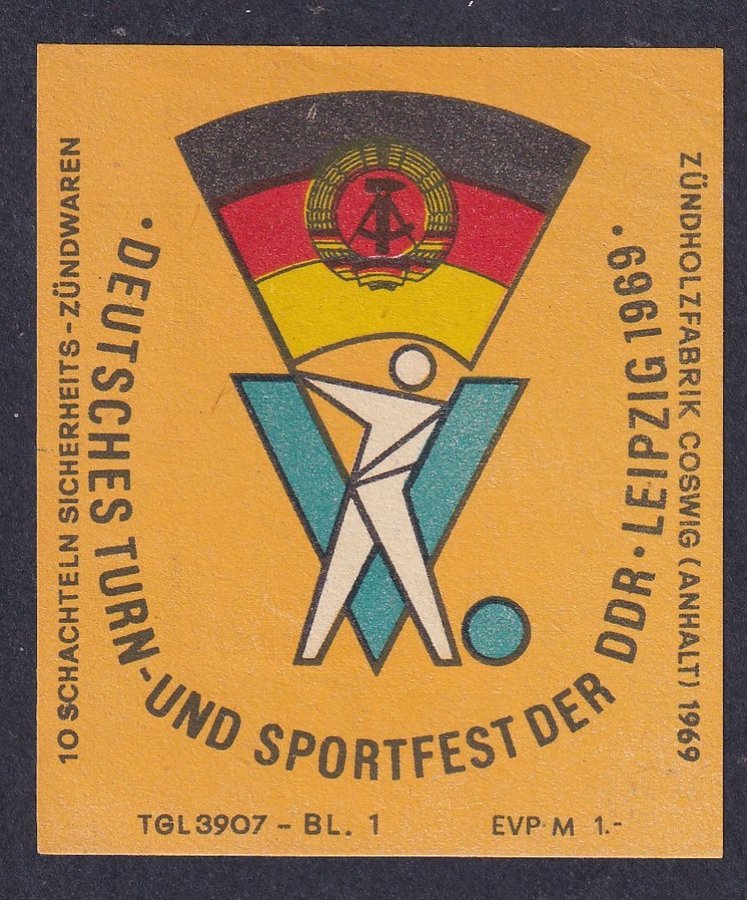 10 SCHACHTELN SICHERHEITS-ZÜNDWAREN
• DEUTSCHES TURN-UND SPORTFEST DER DDR • LEIPZIG 1969 •
ZÜNDHOLZFABRIK COSWIG (ANHALT) 1969
TGL 3907 - BL. 1
EVP·M 1.-